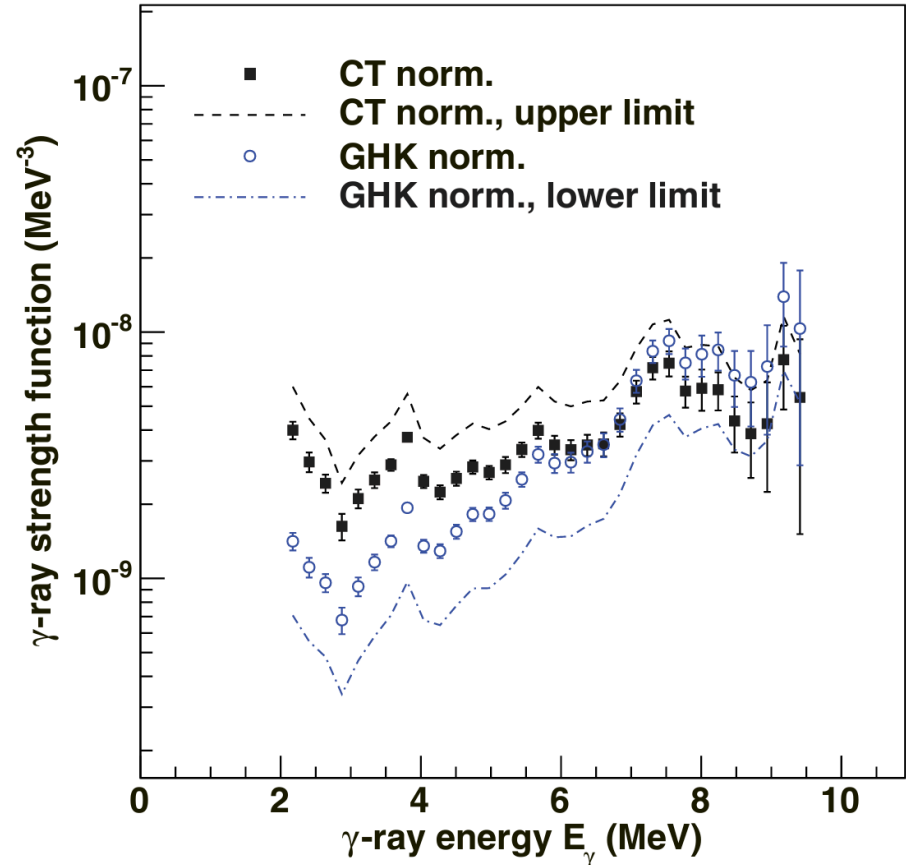 CT norm.
CT norm., upper limit
GHK norm.
GHK norm., lower limit
γ-ray strength function (MeV⁻³)
10⁻⁷
10⁻⁸
10⁻⁹
0 2 4 6 8 10
γ-ray energy Eᵧ (MeV)